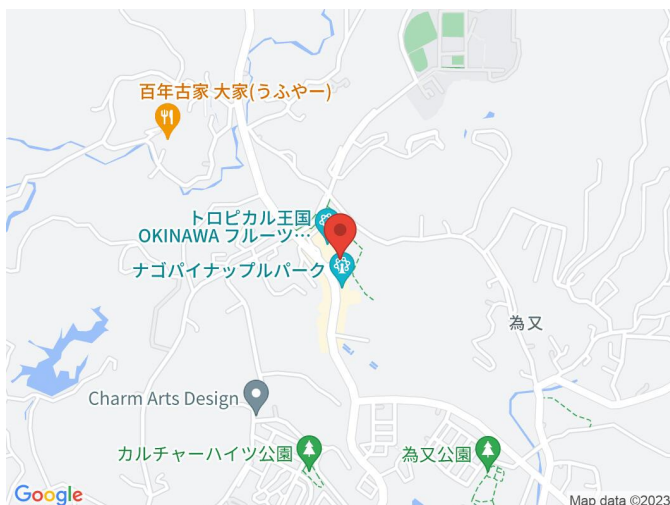 百年古家 大家(うふやー)
トロピカル王国
OKINAWA フルーツ…
ナゴパイナップルパーク
為又
Charm Arts Design
カルチャーハイツ公園
為又公園
Google
Map data ©2023